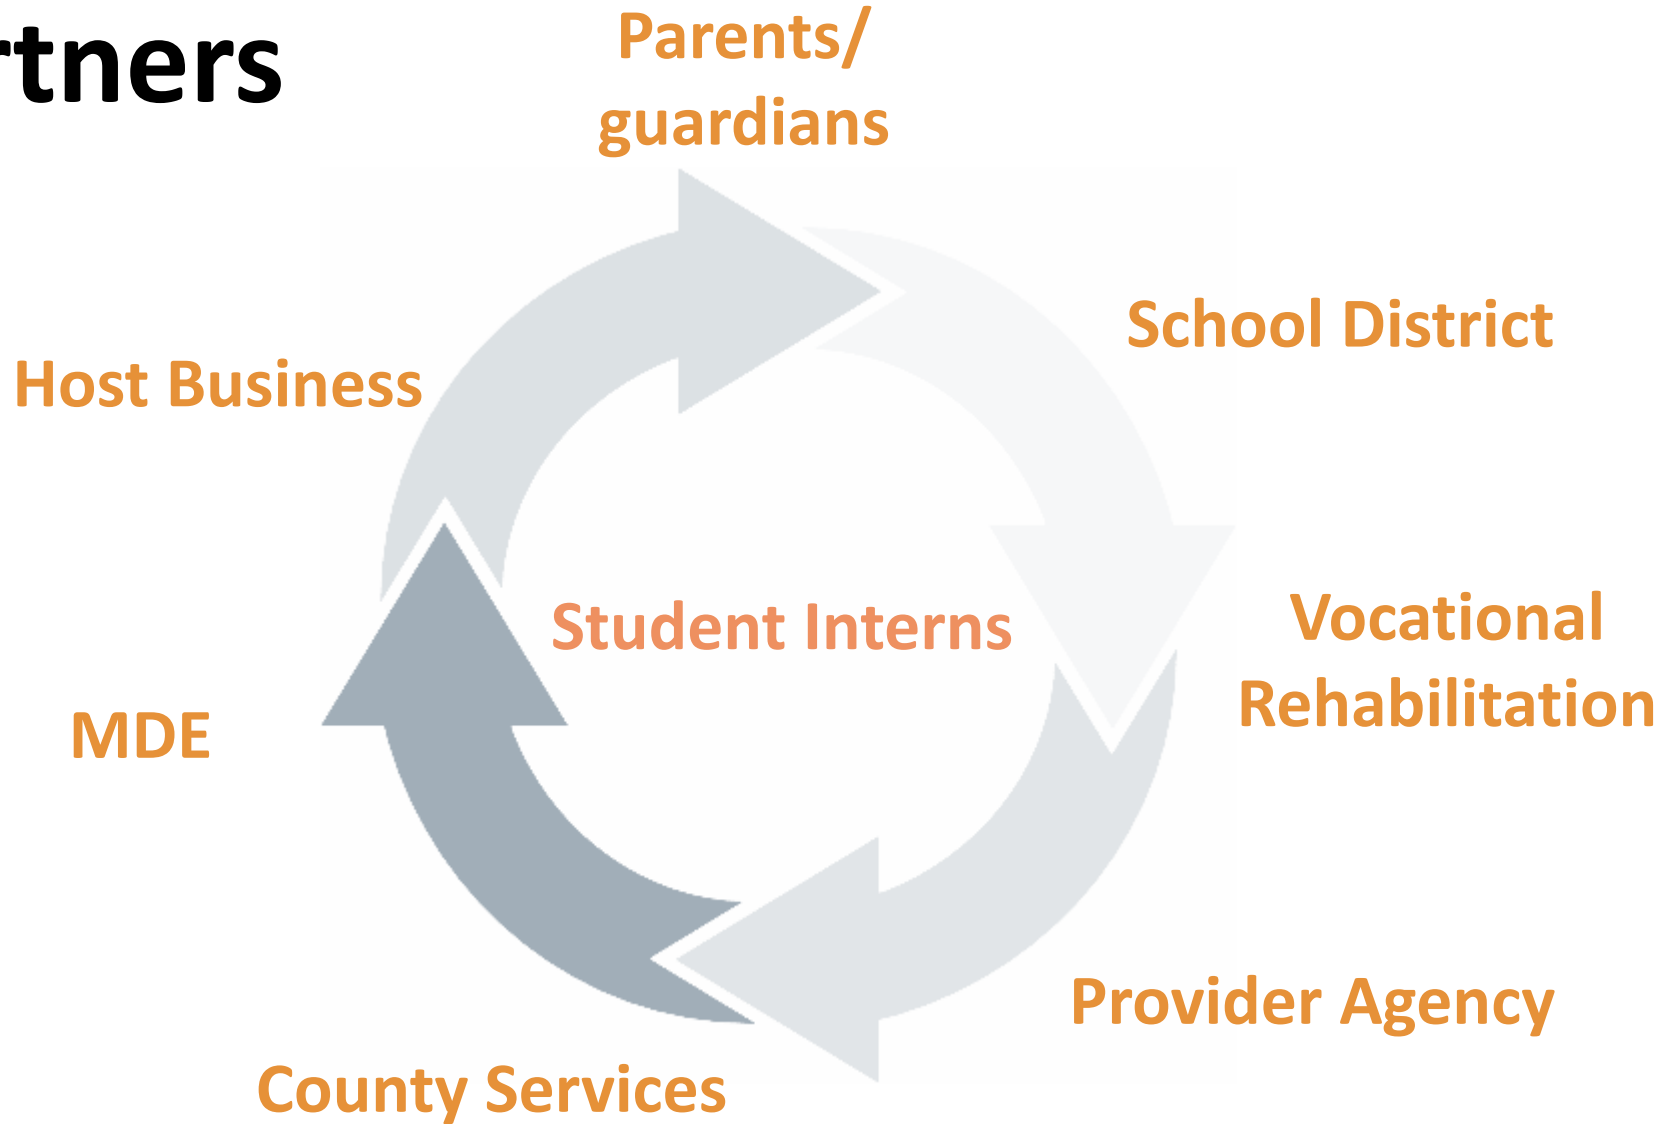 rtners
Parents/
guardians
School District
Host Business
Student Interns
Vocational
Rehabilitation
MDE
Provider Agency
County Services